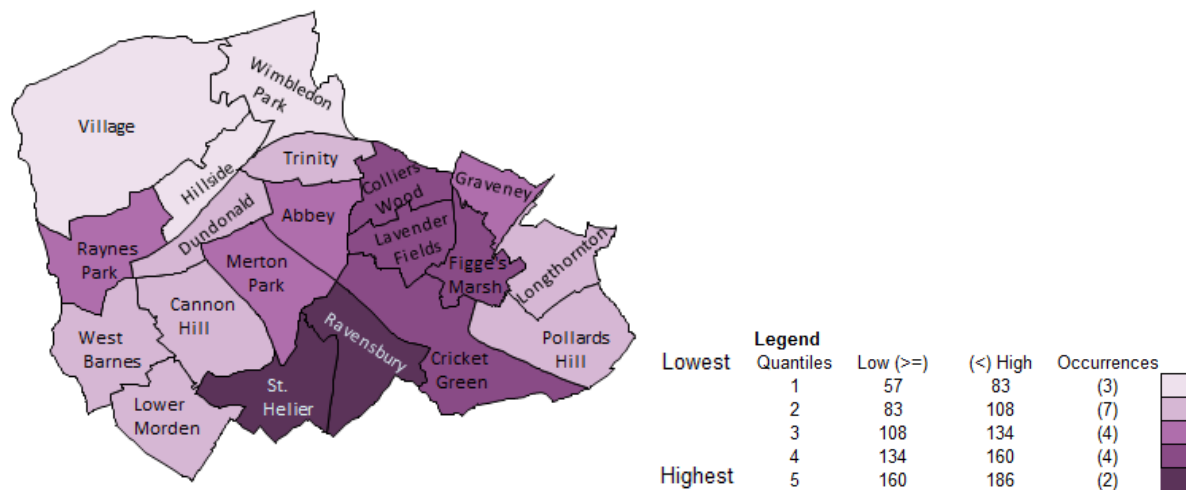 Village
Wimbledon
Park
Hillside
Trinity
Dundonald
Raynes
Park
Abbey
Merton
Park
Colliers
Wood
Lavender
Fields
Graveney
Figge's
Marsh
Longthornton
Pollards
Hill
Cannon
Hill
West
Barnes
Lower
Morden
St.
Helier
Ravensbury
Cricket
Green
Legend
Lowest Quantiles Low (>=) (<) High Occurrences
1 57 83 (3)
2 83 108 (7)
3 108 134 (4)
4 134 160 (4)
Highest 5 160 186 (2)